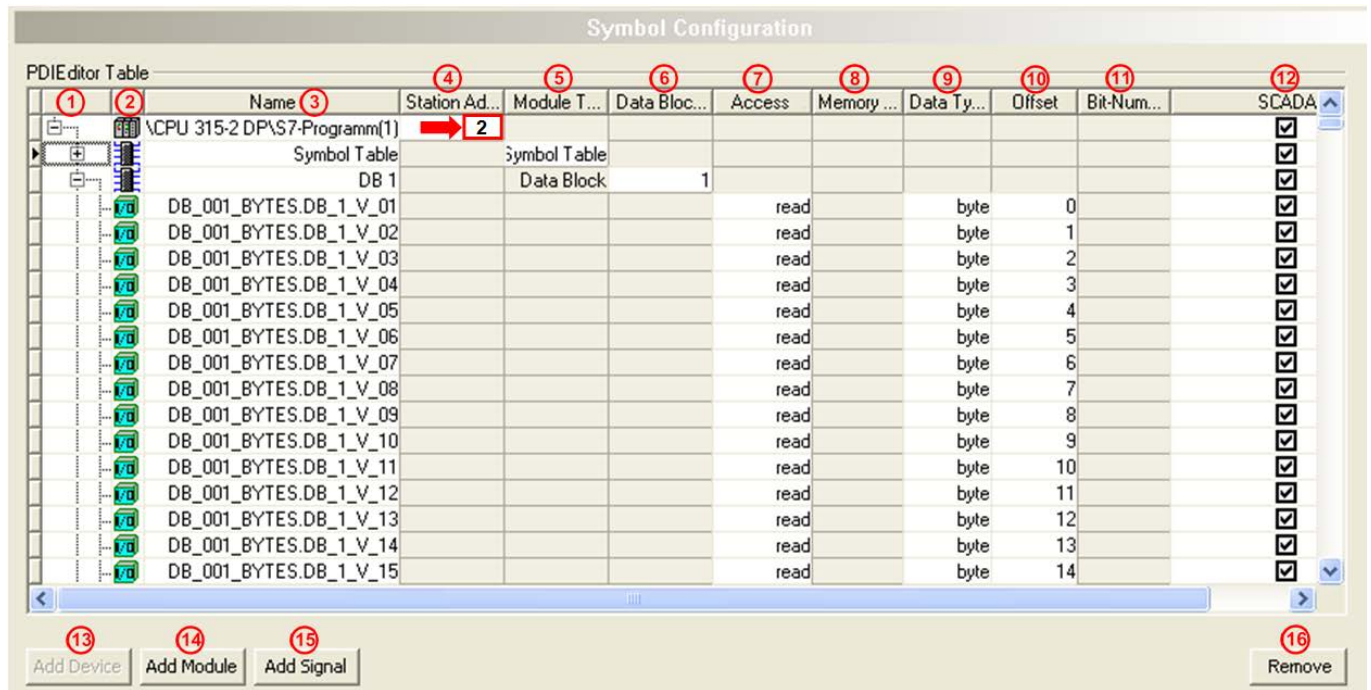 Symbol Configuration
PDIEditor Table
4 5 6 7 8 9 10 11 12
1 2 Name 3 Station Ad... Module T... Data Bloc... Access Memory ... Data Ty... Offset Bit-Num... SCADA
\CPU 315-2 DP\S7-Programm(1) 2
Symbol Table Symbol Table
DB 1 Data Block 1
DB_001_BYTES.DB_1_V_01 read byte 0
DB_001_BYTES.DB_1_V_02 read byte 1
DB_001_BYTES.DB_1_V_03 read byte 2
DB_001_BYTES.DB_1_V_04 read byte 3
DB_001_BYTES.DB_1_V_05 read byte 4
DB_001_BYTES.DB_1_V_06 read byte 5
DB_001_BYTES.DB_1_V_07 read byte 6
DB_001_BYTES.DB_1_V_08 read byte 7
DB_001_BYTES.DB_1_V_09 read byte 8
DB_001_BYTES.DB_1_V_10 read byte 9
DB_001_BYTES.DB_1_V_11 read byte 10
DB_001_BYTES.DB_1_V_12 read byte 11
DB_001_BYTES.DB_1_V_13 read byte 12
DB_001_BYTES.DB_1_V_14 read byte 13
DB_001_BYTES.DB_1_V_15 read byte 14
13 14 15 16
Add Device Add Module Add Signal Remove